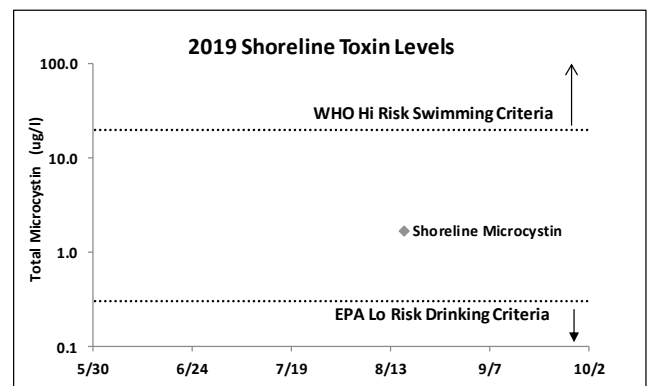 2019 Shoreline Toxin Levels
Total Microcystin (ug/l)
100.0
WHO Hi Risk Swimming Criteria
10.0
Shoreline Microcystin
1.0
EPA Lo Risk Drinking Criteria
0.1
5/30 6/24 7/19 8/13 9/7 10/2